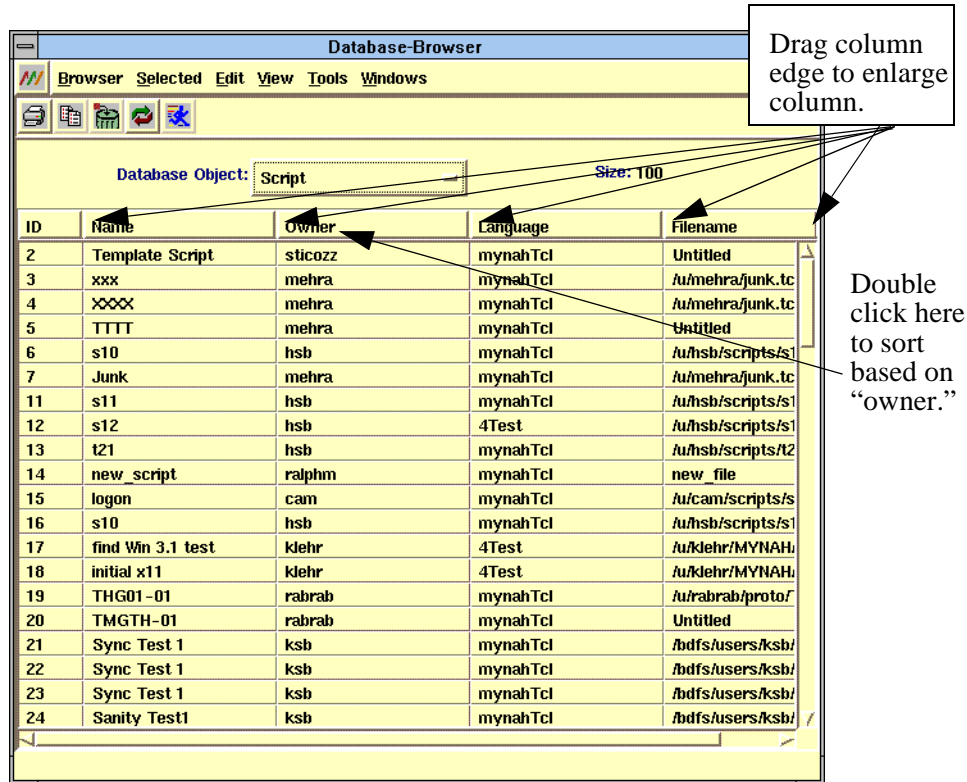 Database-Browser
Browser Selected Edit View Tools Windows
Drag column
edge to enlarge
column.
Database Object: Script Size: 100
ID Name Owner Language Filename
2 Template Script sticozz mynahTcl Untitled
3 xxx mehra mynahTcl /u/mehra/junk.tc
4 XXXX mehra mynahTcl /u/mehra/junk.tc
5 TTTT mehra mynahTcl Untitled
6 s10 hsb mynahTcl /u/hsb/scripts/s1
7 Junk mehra mynahTcl /u/mehra/junk.tc
11 s11 hsb mynahTcl /u/hsb/scripts/s1
12 s12 hsb 4Test /u/hsb/scripts/s1
13 t21 hsb mynahTcl /u/hsb/scripts/t2
14 new_script ralphm mynahTcl new_file
15 logon cam mynahTcl /u/cam/scripts/s
16 s10 hsb mynahTcl /u/hsb/scripts/s1
17 find Win 3.1 test klehr 4Test /u/klehr/MYNAH/
18 initial x11 klehr 4Test /u/klehr/MYNAH/
19 THG01-01 rabrab mynahTcl /u/rabrab/proto/
20 TMGTH-01 rabrab mynahTcl Untitled
21 Sync Test 1 ksb mynahTcl /bdfs/users/ksb/
22 Sync Test 1 ksb mynahTcl /bdfs/users/ksb/
23 Sync Test 1 ksb mynahTcl /bdfs/users/ksb/
24 Sanity Test1 ksb mynahTcl /bdfs/users/ksb/
Double
click here
to sort
based on
“owner.”